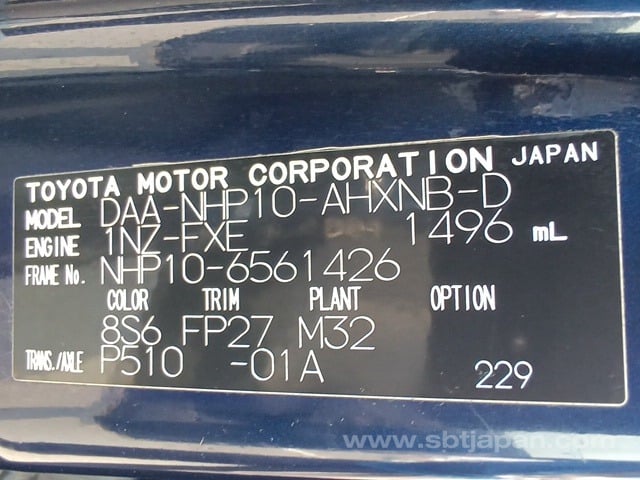 TOYOTA MOTOR CORPORATION JAPAN
MODEL DAA-NHP10-AHXNB-D
ENGINE 1NZ-FXE 1496 mL
FRAME No. NHP10-6561426
COLOR TRIM PLANT OPTION
8S6 FP27 M32
TRANS./AXLE P510 -01A
229
www.sbtjapan.com